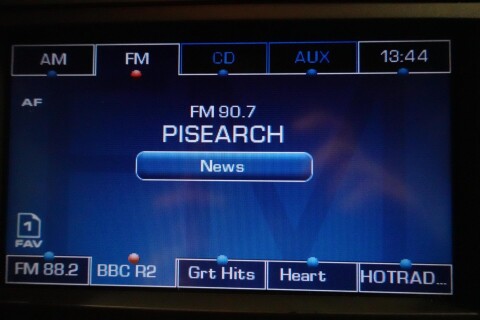 AM FM CD AUX 13:44
AF
FM 90.7
PISEARCH
News
1
FAV
FM 88.2 BBC R2 Grt Hits Heart HOTRAD...